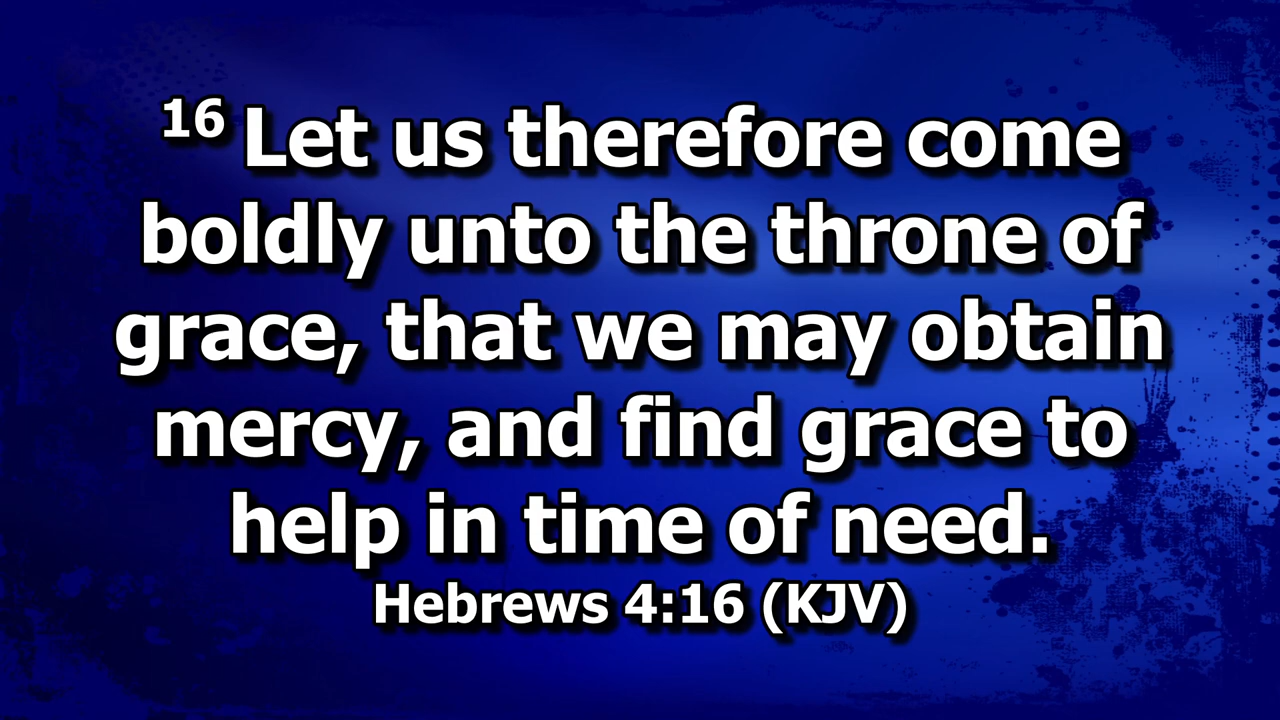 16 Let us therefore come
boldly unto the throne of
grace, that we may obtain
mercy, and find grace to
help in time of need.
Hebrews 4:16 (KJV)